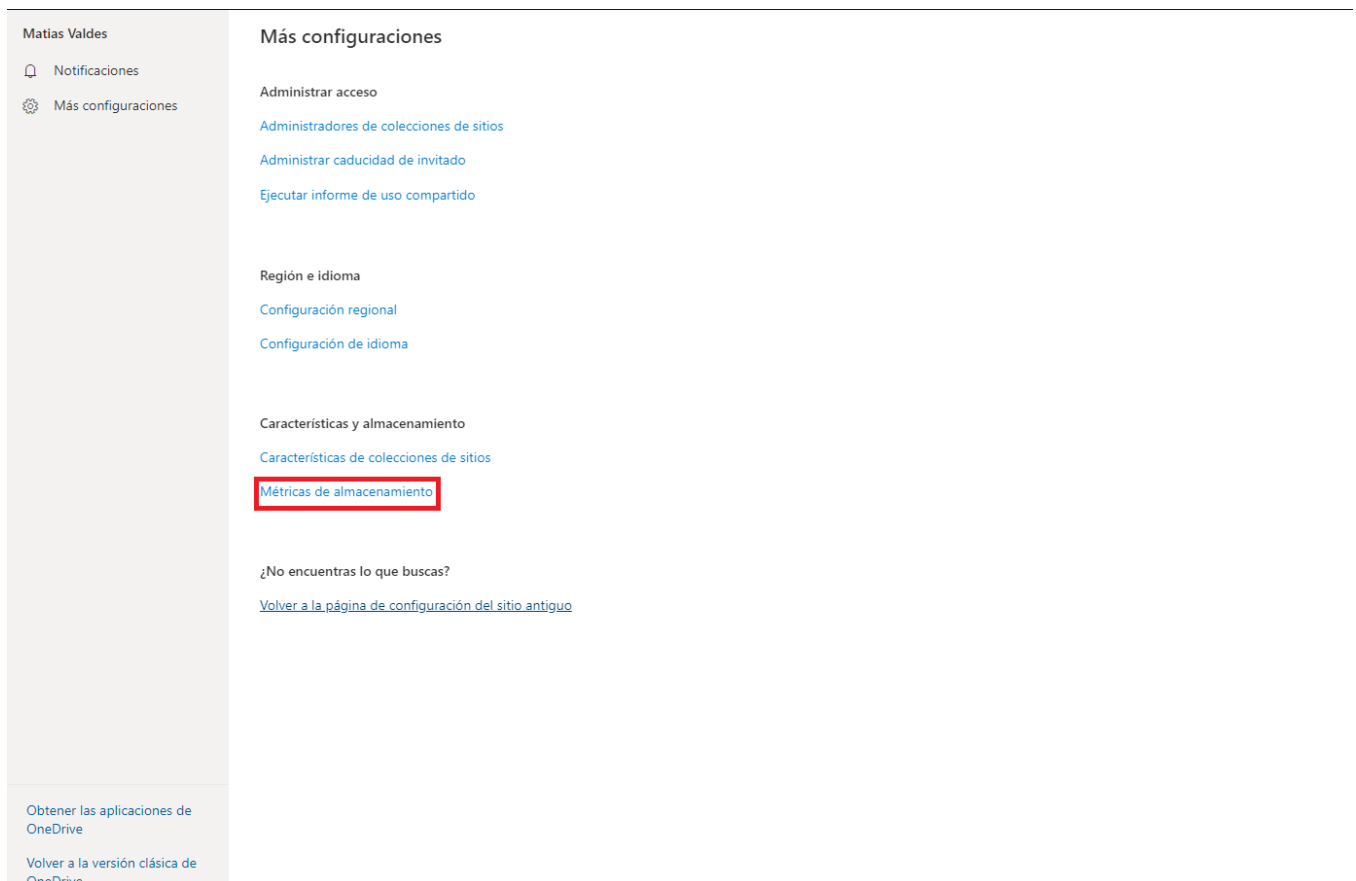 Matias Valdes
Notificaciones
Más configuraciones
Más configuraciones
Administrar acceso
Administradores de colecciones de sitios
Administrar caducidad de invitado
Ejecutar informe de uso compartido
Región e idioma
Configuración regional
Configuración de idioma
Características y almacenamiento
Características de colecciones de sitios
Métricas de almacenamiento
¿No encuentras lo que buscas?
Volver a la página de configuración del sitio antiguo
Obtener las aplicaciones de
OneDrive
Volver a la versión clásica de
OneDrive